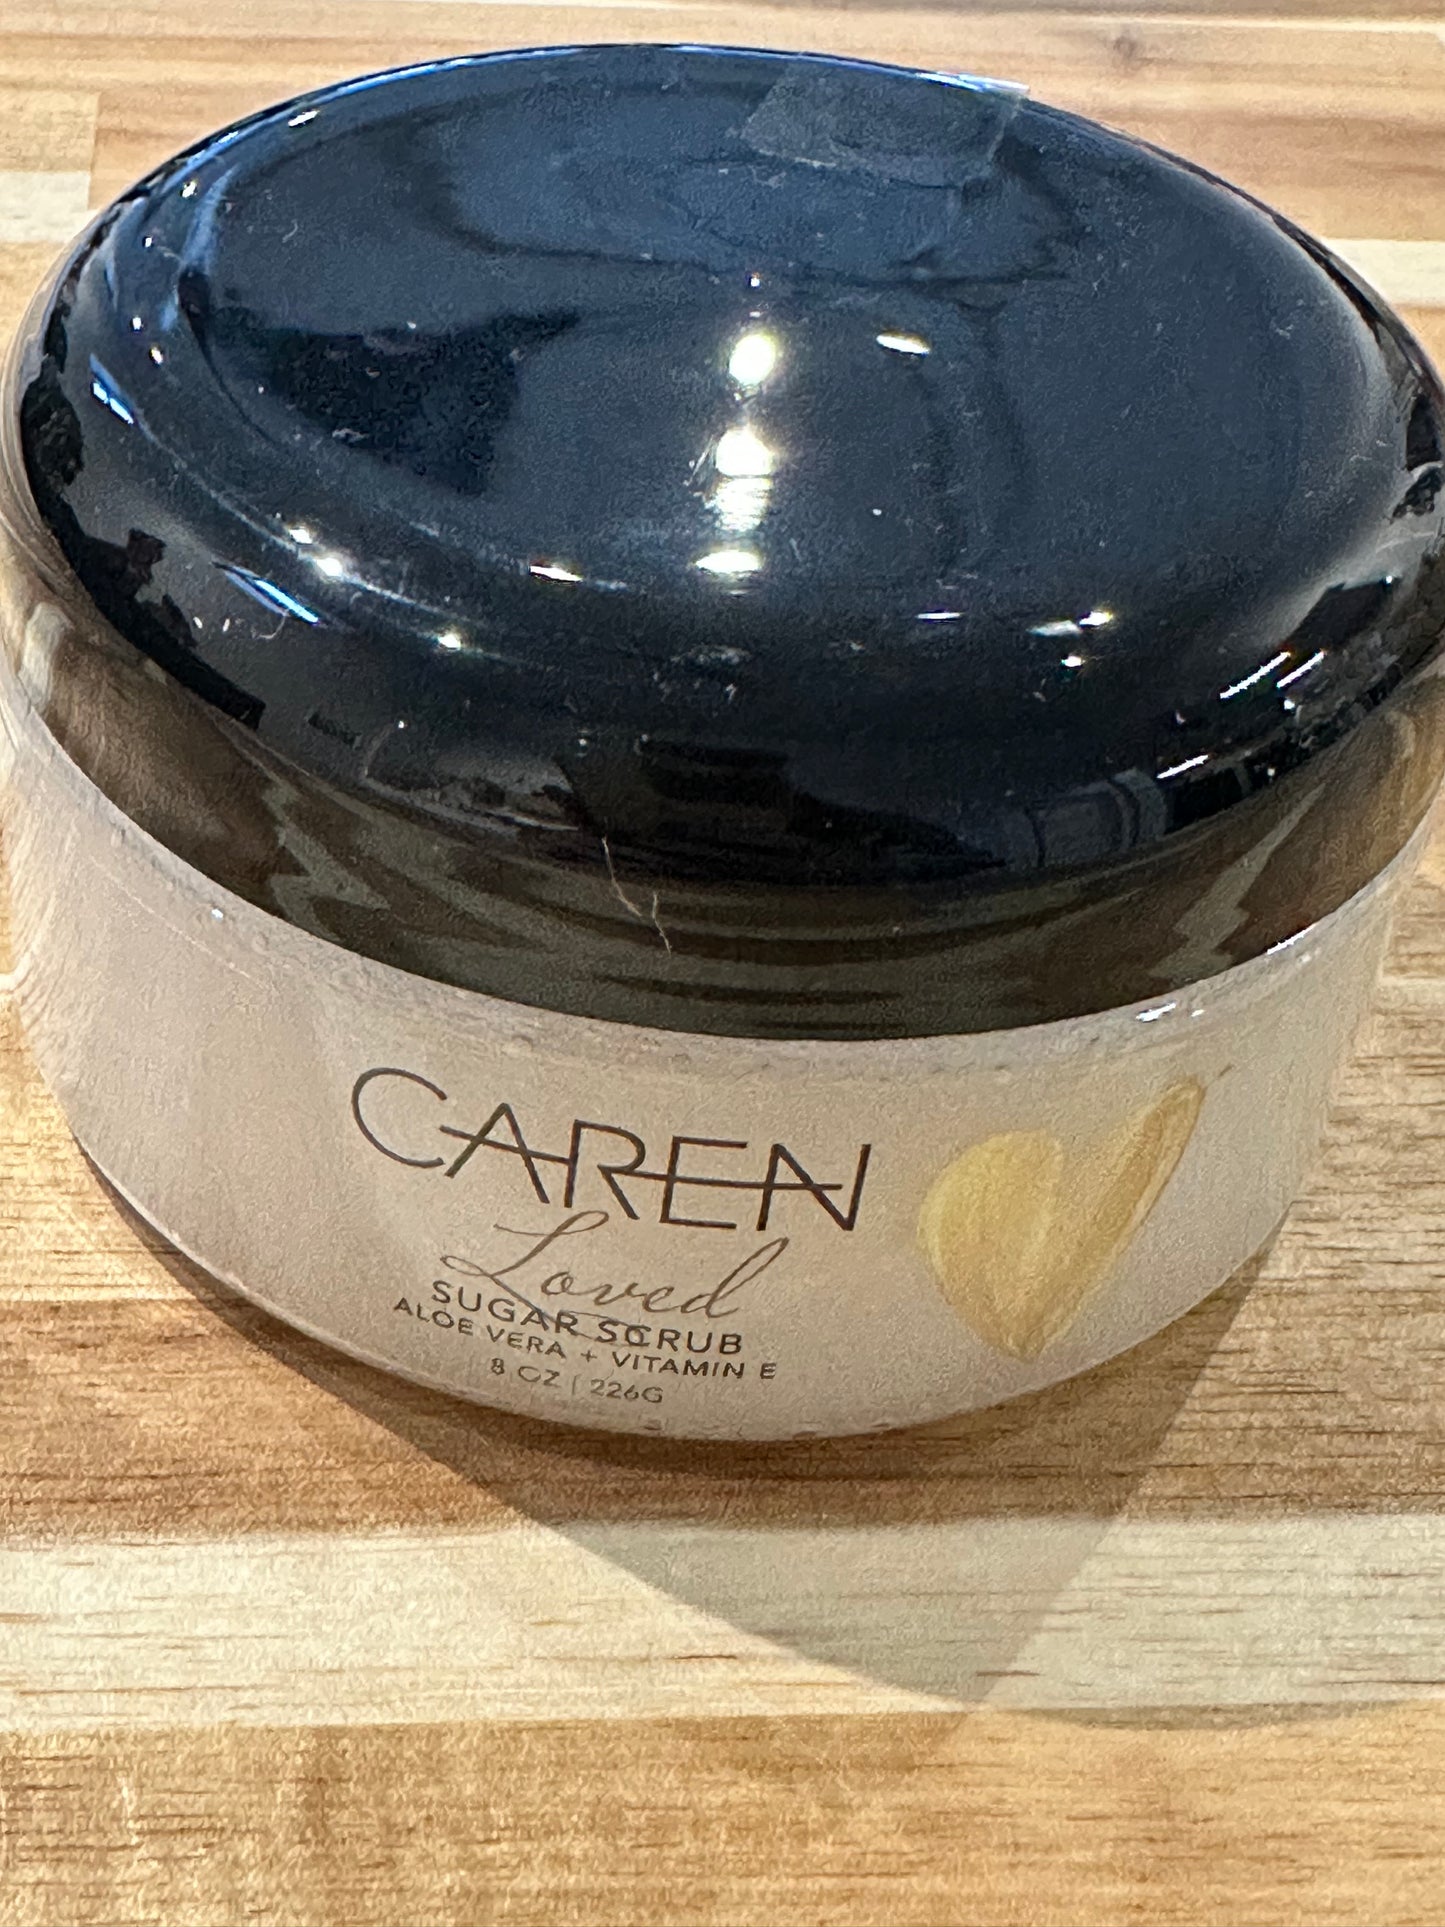 CAREN
Loved
SUGAR SCRUB
ALOE VERA + VITAMIN E
8 OZ | 226G